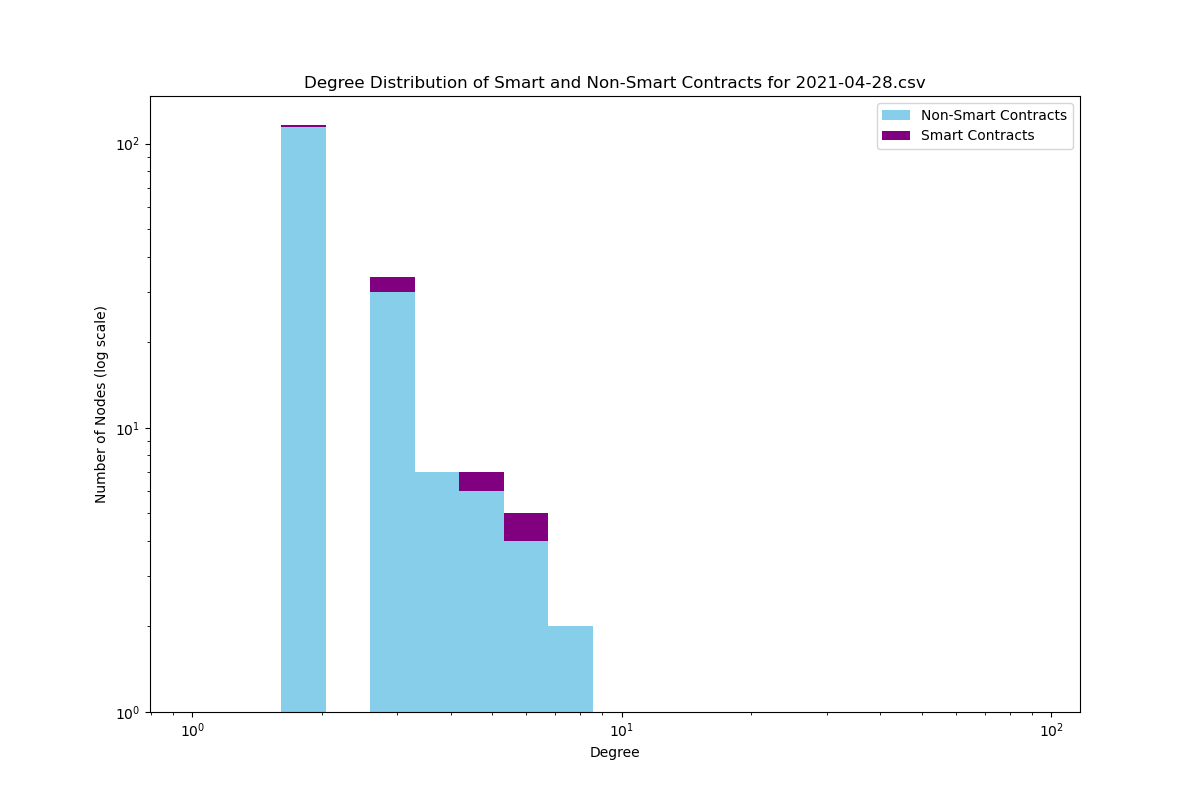 Degree Distribution of Smart and Non-Smart Contracts for 2021-04-28.csv
Non-Smart Contracts
Smart Contracts
Number of Nodes (log scale)
10²
10¹
10⁰
10⁰ 10¹ 10²
Degree